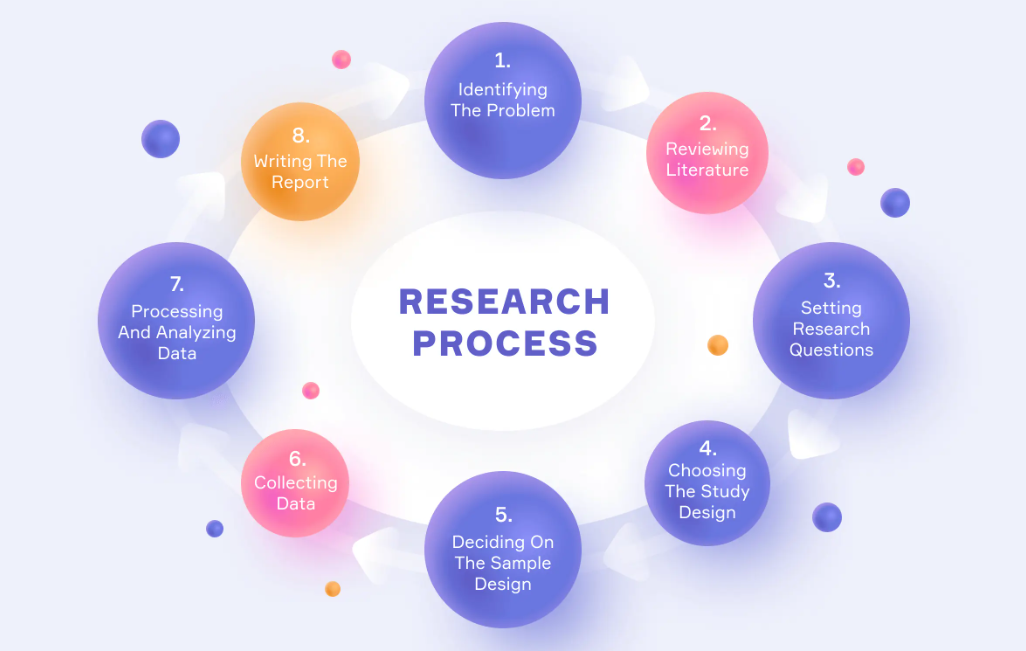 1.
Identifying
The Problem
2.
Reviewing
Literature
3.
Setting
Research
Questions
4.
Choosing
The Study
Design
5.
Deciding On
The Sample
Design
6.
Collecting
Data
7.
Processing
And Analyzing
Data
8.
Writing The
Report
RESEARCH
PROCESS